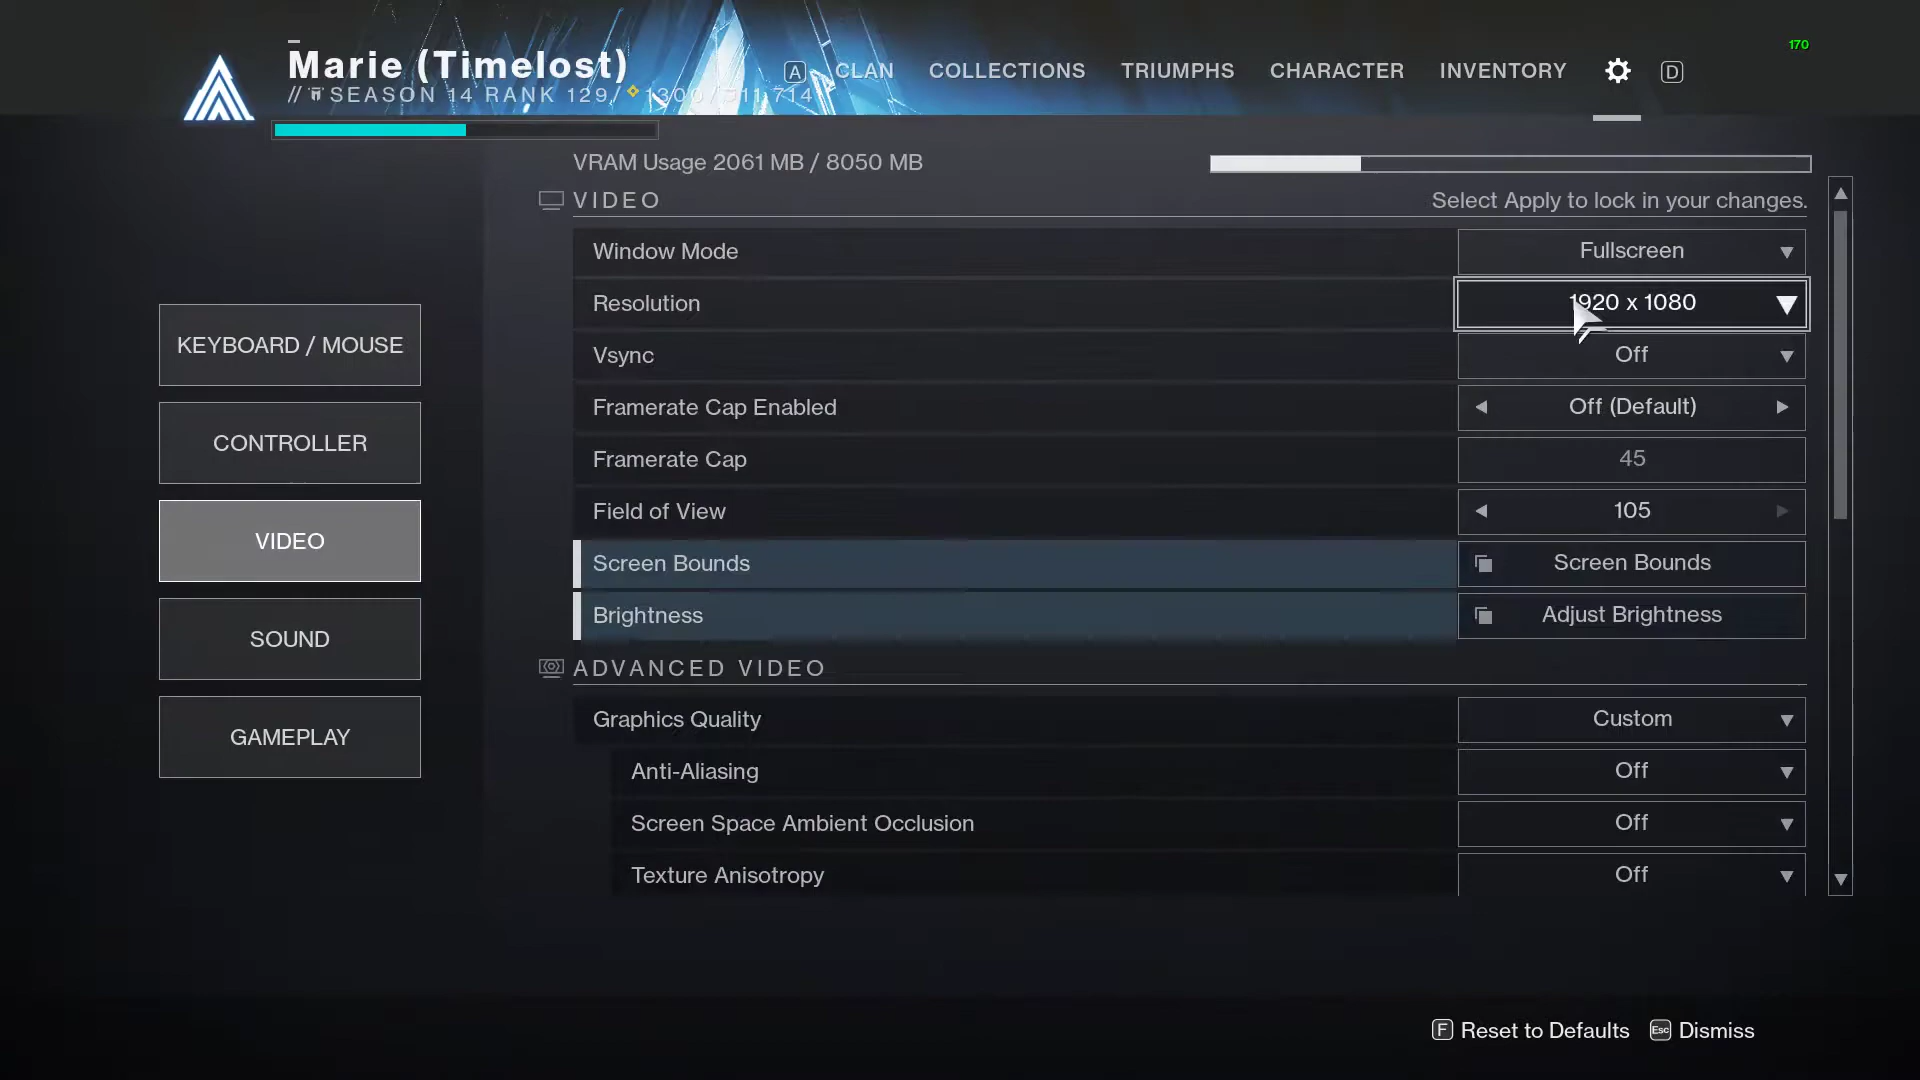 Marie (Timelost)
// SEASON 14 RANK 129/
170
A CLAN COLLECTIONS TRIUMPHS CHARACTER INVENTORY D
VRAM Usage 2061 MB / 8050 MB
VIDEO
Select Apply to lock in your changes.
Window Mode
Fullscreen
Resolution
1920 x 1080
Vsync
Off
Framerate Cap Enabled
Off (Default)
Framerate Cap
45
Field of View
105
Screen Bounds
Screen Bounds
Brightness
Adjust Brightness
KEYBOARD / MOUSE
CONTROLLER
VIDEO
SOUND
GAMEPLAY
ADVANCED VIDEO
Graphics Quality
Custom
Anti-Aliasing
Off
Screen Space Ambient Occlusion
Off
Texture Anisotropy
Off
F Reset to Defaults Esc Dismiss